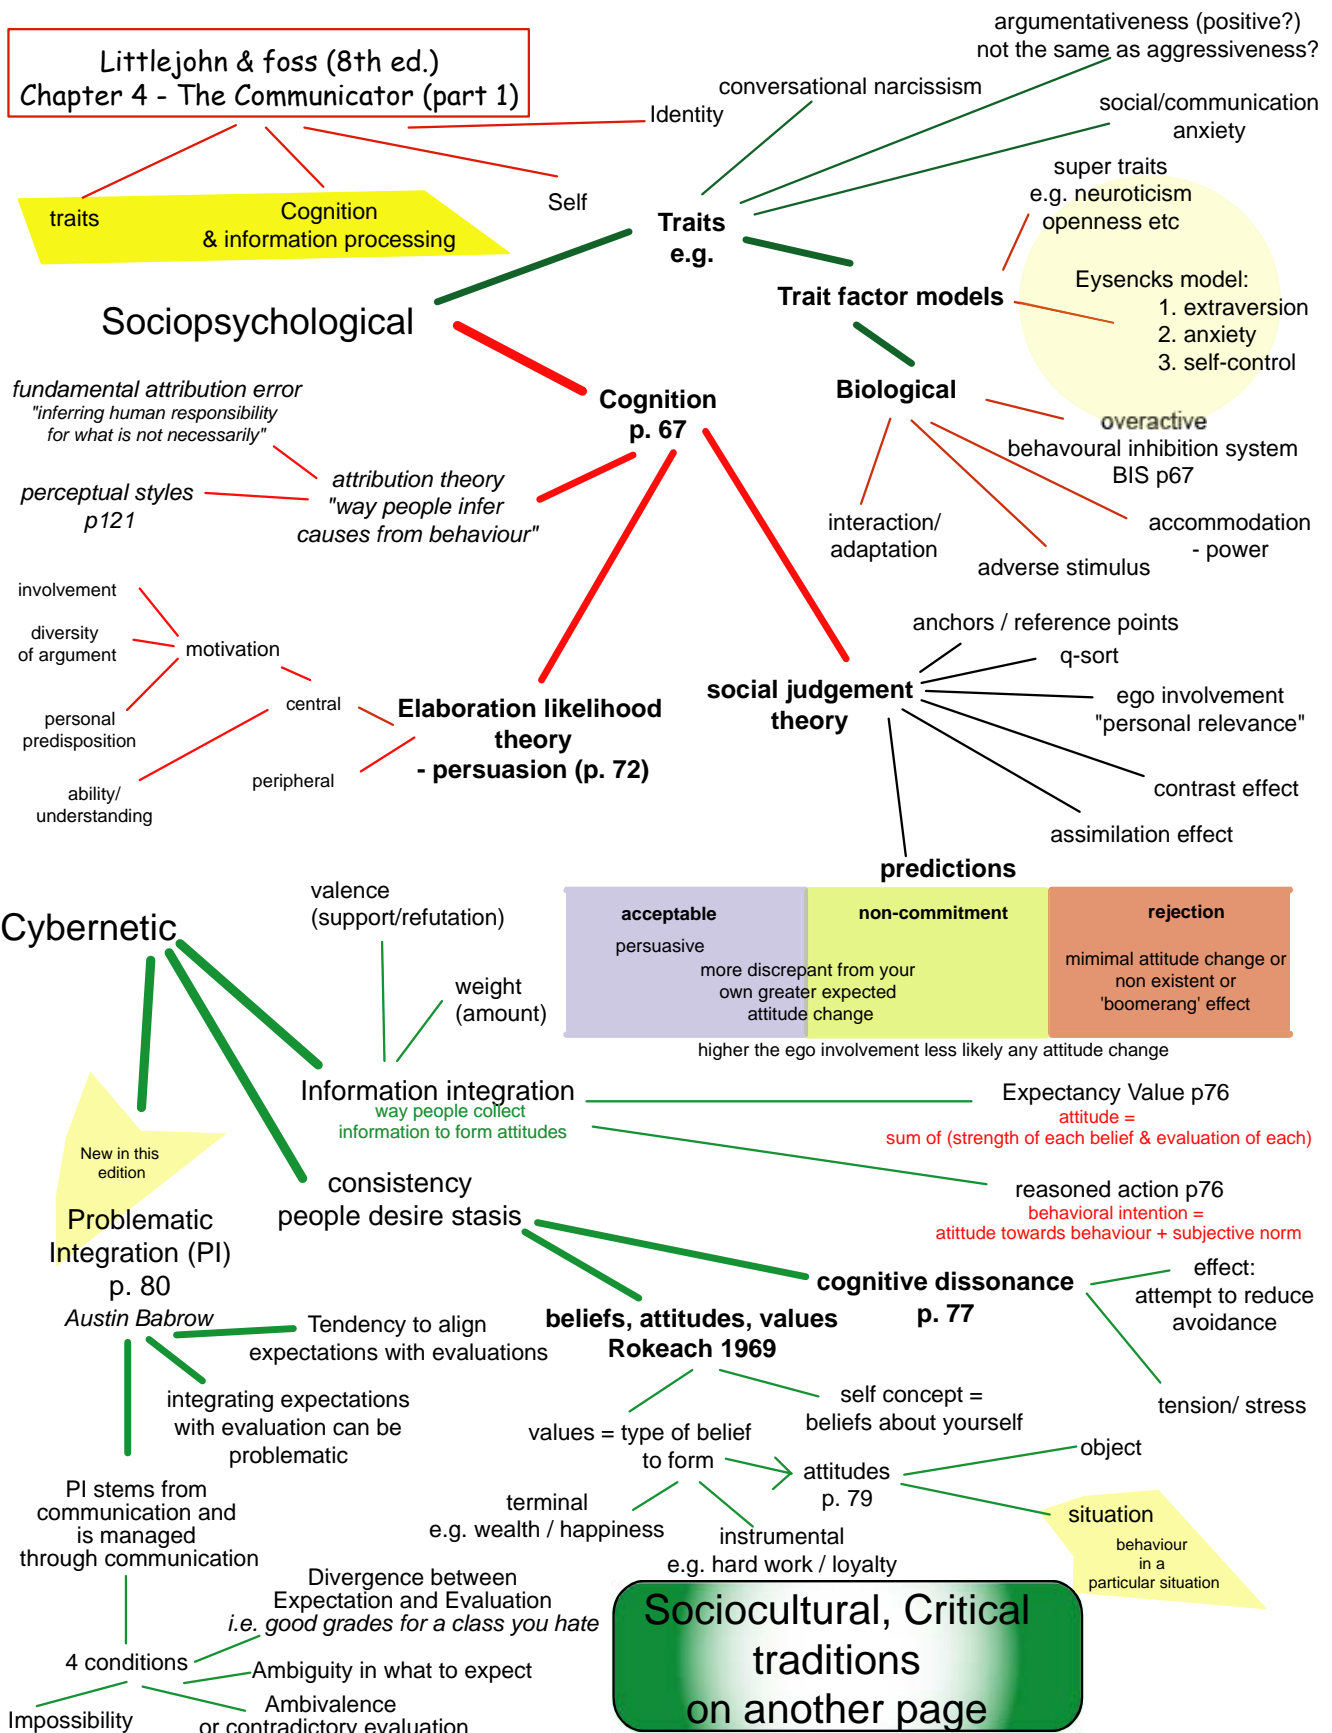 Littlejohn & foss (8th ed.)
Chapter 4 - The Communicator (part 1)
traits
Cognition
& information processing
Self
Identity
argumentativeness (positive?)
not the same as aggressiveness?
conversational narcissism
social/communication
anxiety
Traits
e.g.
super traits
e.g. neuroticism
openness etc
Trait factor models
Eysencks model:
1. extraversion
2. anxiety
3. self-control
Sociopsychological
Biological
overactive
behavoural inhibition system
BIS p67
interaction/
adaptation
adverse stimulus
accommodation
- power
Cognition
p. 67
fundamental attribution error
"inferring human responsibility
for what is not necessarily"
attribution theory
"way people infer
causes from behaviour"
perceptual styles
p121
involvement
diversity
of argument
motivation
personal
predisposition
central
ability/
understanding
peripheral
Elaboration likelihood
theory
- persuasion (p. 72)
social judgement
theory
anchors / reference points
q-sort
ego involvement
"personal relevance"
contrast effect
assimilation effect
predictions
acceptable
non-commitment
rejection
persuasive
more discrepant from your
own greater expected
attitude change
mimimal attitude change or
non existent or
'boomerang' effect
higher the ego involvement less likely any attitude change
Cybernetic
valence
(support/refutation)
weight
(amount)
Information integration
way people collect
information to form attitudes
Expectancy Value p76
attitude =
sum of (strength of each belief & evaluation of each)
reasoned action p76
behavioral intention =
atittude towards behaviour + subjective norm
New in this
edition
Problematic
Integration (PI)
p. 80
Austin Babrow
consistency
people desire stasis
cognitive dissonance
p. 77
effect:
attempt to reduce
avoidance
tension/ stress
beliefs, attitudes, values
Rokeach 1969
Tendency to align
expectations with evaluations
integrating expectations
with evaluation can be
problematic
self concept =
beliefs about yourself
values = type of belief
to form
attitudes
p. 79
object
situation
behaviour
in a
particular situation
terminal
e.g. wealth / happiness
instrumental
e.g. hard work / loyalty
PI stems from
communication and
is managed
through communication
4 conditions
Divergence between
Expectation and Evaluation
i.e. good grades for a class you hate
Ambiguity in what to expect
Ambivalence
or contradictory evaluation
Impossibility
Sociocultural, Critical
traditions
on another page